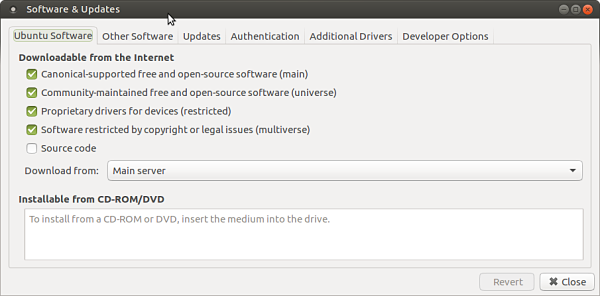 Software & Updates
Ubuntu Software Other Software Updates Authentication Additional Drivers Developer Options
Downloadable from the Internet
Canonical-supported free and open-source software (main)
Community-maintained free and open-source software (universe)
Proprietary drivers for devices (restricted)
Software restricted by copyright or legal issues (multiverse)
Source code
Download from: Main server
Installable from CD-ROM/DVD
To install from a CD-ROM or DVD, insert the medium into the drive.
Revert Close